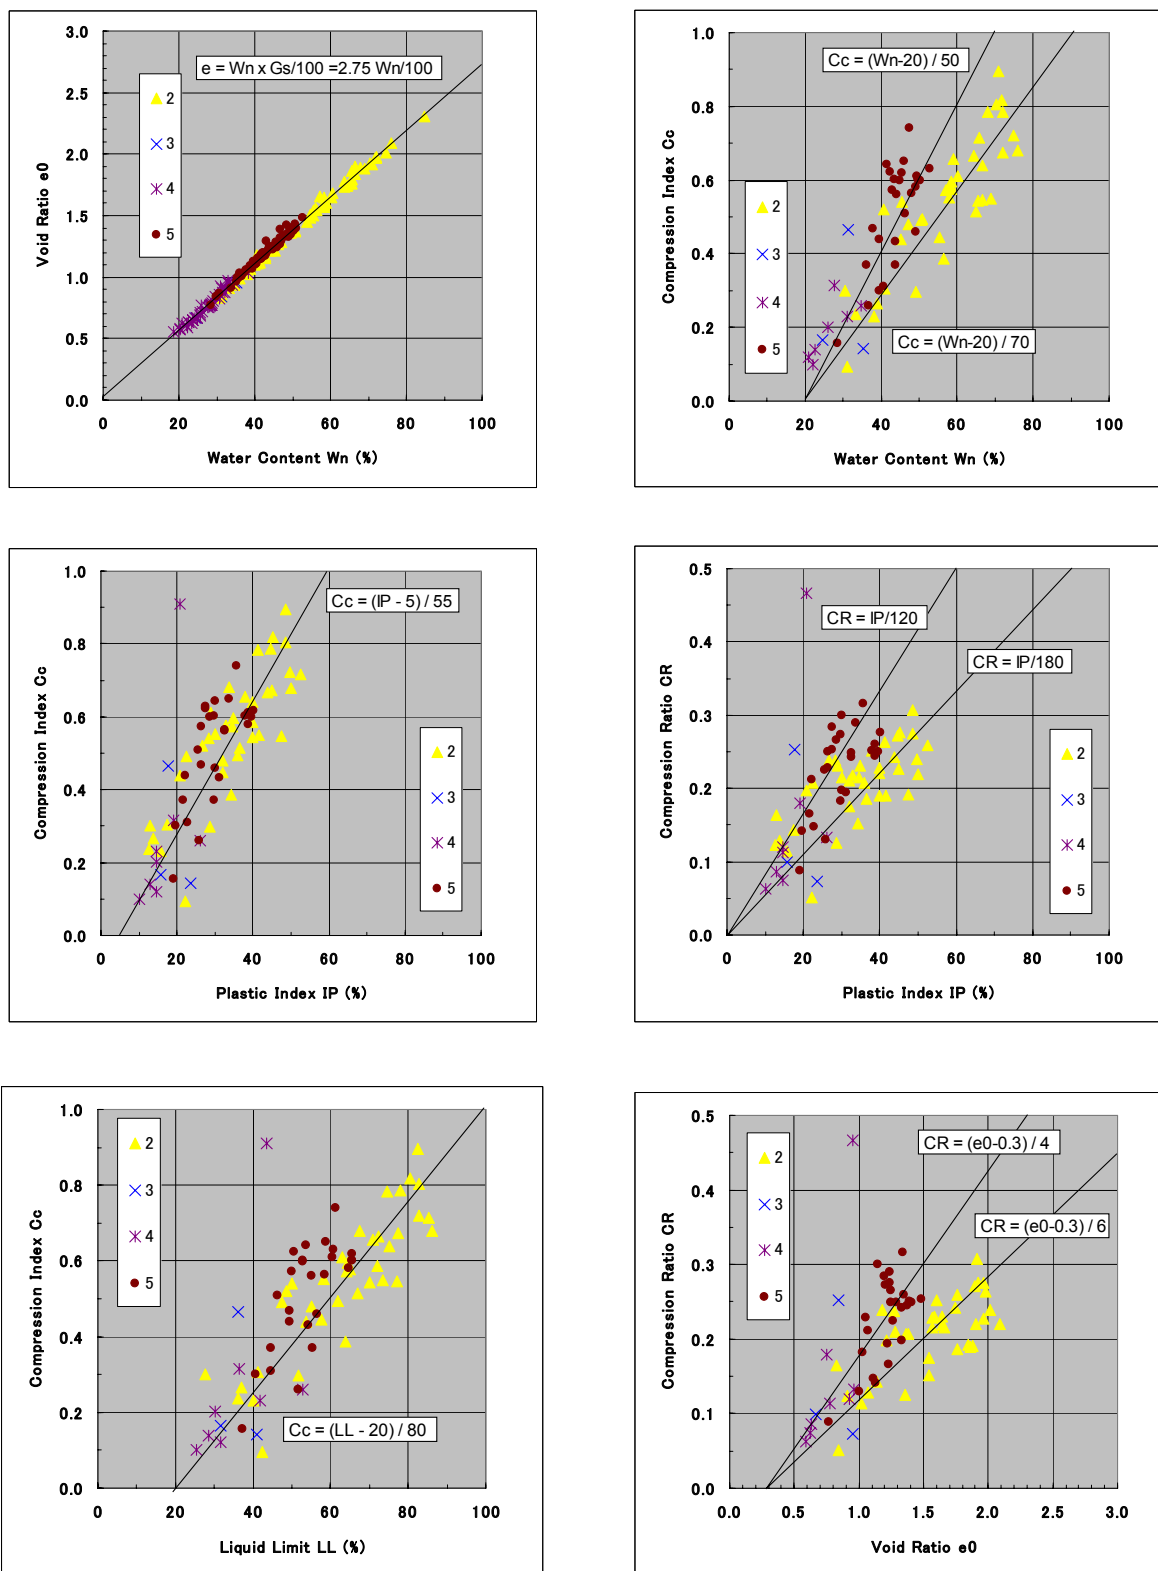 3.0
2.5
2.0
1.5
1.0
0.5
0.0
Void Ratio e0
e = Wn x Gs/100 =2.75 Wn/100
2
3
4
5
0 20 40 60 80 100
Water Content Wn (%)
1.0
0.8
0.6
0.4
0.2
0.0
Compression Index Cc
Cc = (Wn-20) / 50
Cc = (Wn-20) / 70
2
3
4
5
0 20 40 60 80 100
Water Content Wn (%)
1.0
0.8
0.6
0.4
0.2
0.0
Compression Index Cc
Cc = (IP - 5) / 55
2
3
4
5
0 20 40 60 80 100
Plastic Index IP (%)
0.5
0.4
0.3
0.2
0.1
0.0
Compression Ratio CR
CR = IP/120
CR = IP/180
2
3
4
5
0 20 40 60 80 100
Plastic Index IP (%)
1.0
0.8
0.6
0.4
0.2
0.0
Compression Index Cc
2
3
4
5
Cc = (LL - 20) / 80
0 20 40 60 80 100
Liquid Limit LL (%)
0.5
0.4
0.3
0.2
0.1
0.0
Compression Ratio CR
2
3
4
5
CR = (e0-0.3) / 4
CR = (e0-0.3) / 6
0.0 0.5 1.0 1.5 2.0 2.5 3.0
Void Ratio e0